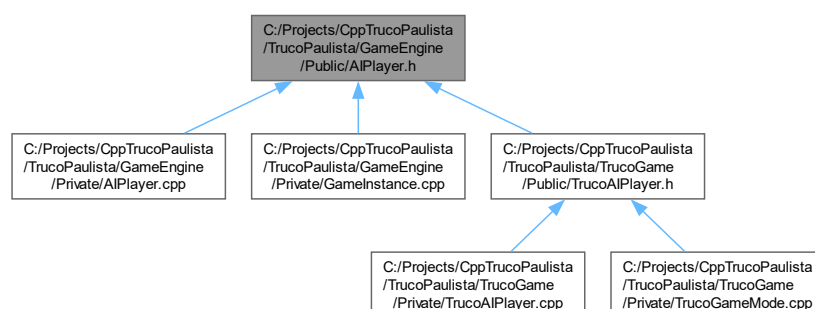 C:/Projects/CppTrucoPaulista
/TrucoPaulista/GameEngine
/Public/AIPlayer.h
C:/Projects/CppTrucoPaulista
/TrucoPaulista/GameEngine
/Private/AIPlayer.cpp
C:/Projects/CppTrucoPaulista
/TrucoPaulista/GameEngine
/Private/GameInstance.cpp
C:/Projects/CppTrucoPaulista
/TrucoPaulista/TrucoGame
/Public/TrucoAIPlayer.h
C:/Projects/CppTrucoPaulista
/TrucoPaulista/TrucoGame
/Private/TrucoAIPlayer.cpp
C:/Projects/CppTrucoPaulista
/TrucoPaulista/TrucoGame
/Private/TrucoGameMode.cpp